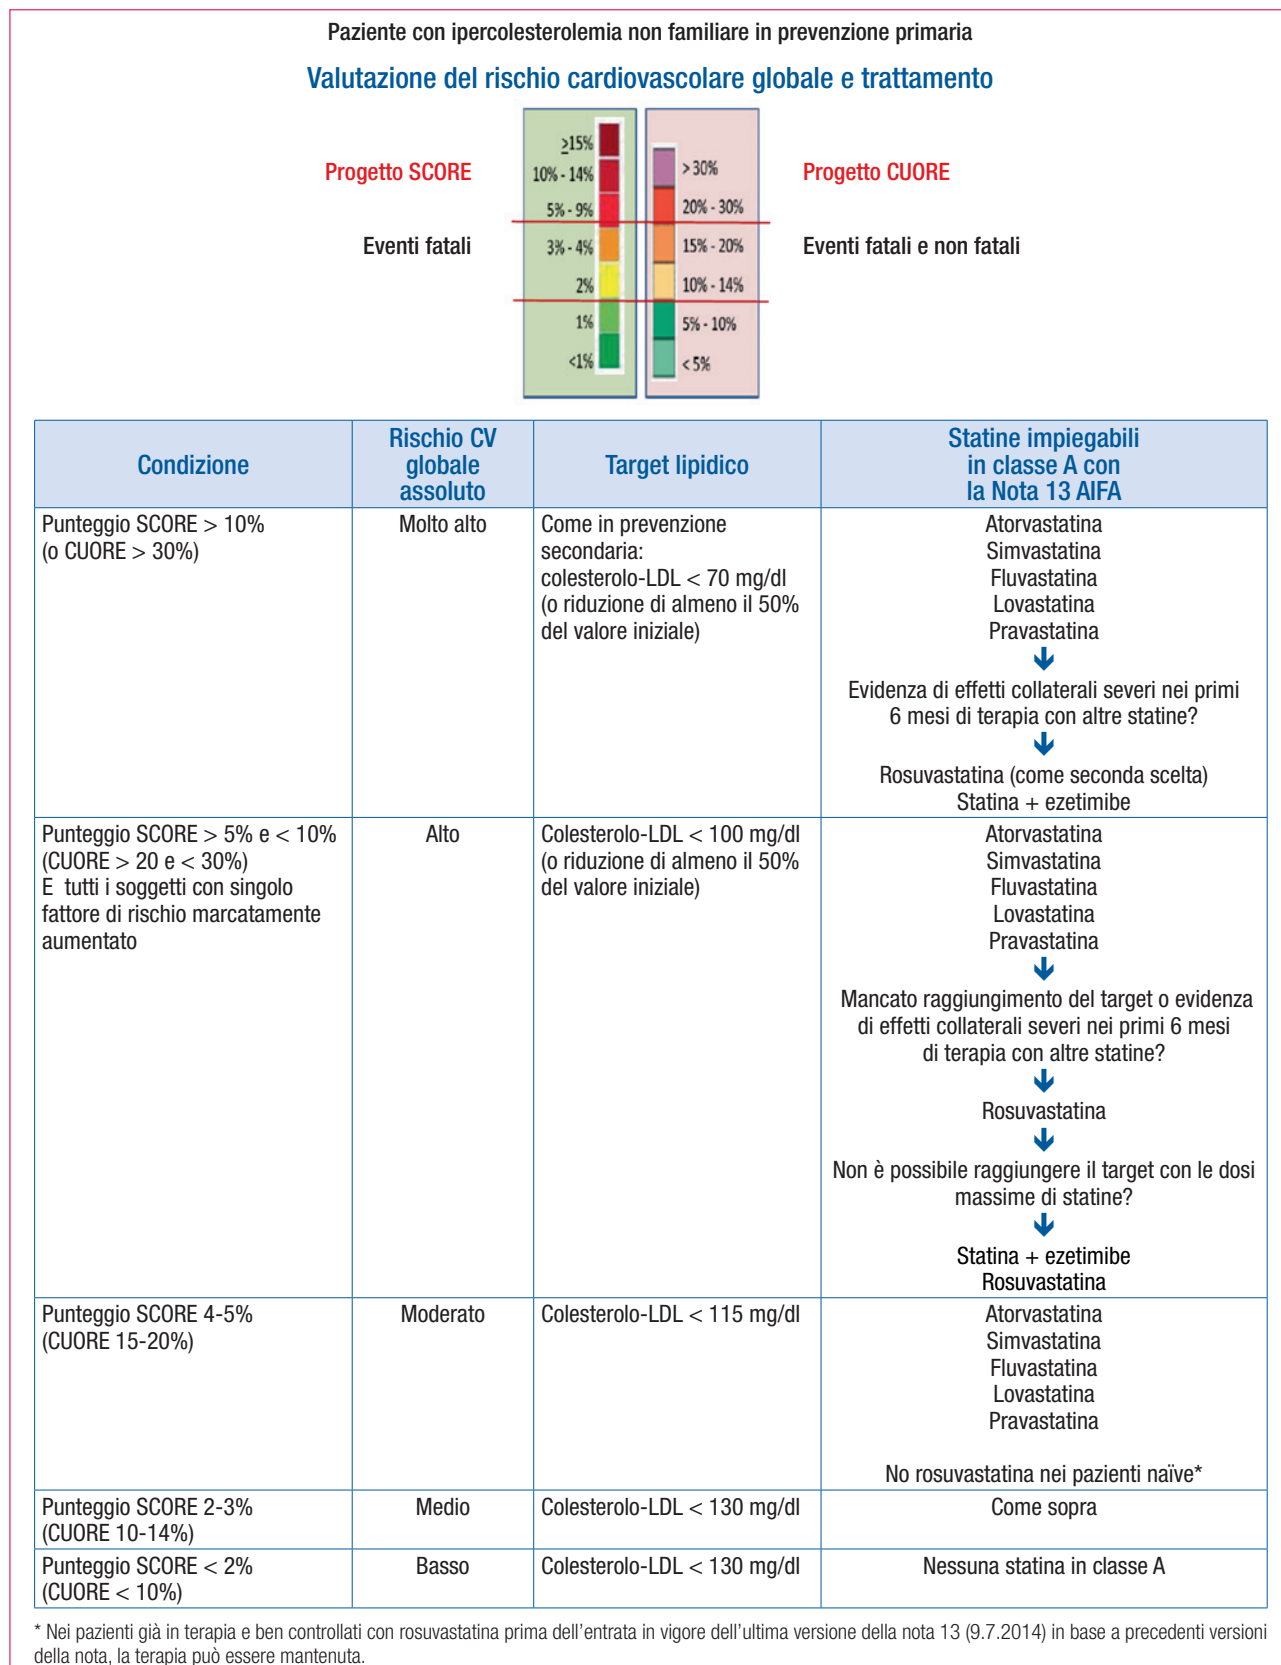 Paziente con ipercolesterolemia non familiare in prevenzione primaria
Valutazione del rischio cardiovascolare globale e trattamento
Progetto SCORE
Eventi fatali
≥15%
10% - 14%
5% - 9%
3% - 4%
2%
1%
<1%
> 30%
20% - 30%
15% - 20%
10% - 14%
5% - 10%
< 5%
Progetto CUORE
Eventi fatali e non fatali
Condizione
Rischio CV
globale
assoluto
Target lipidico
Statine impiegabili
in classe A con
la Nota 13 AIFA
Punteggio SCORE > 10%
(o CUORE > 30%)
Molto alto
Come in prevenzione
secondaria:
colesterolo-LDL < 70 mg/dl
(o riduzione di almeno il 50%
del valore iniziale)
Atorvastatina
Simvastatina
Fluvastatina
Lovastatina
Pravastatina
Evidenza di effetti collaterali severi nei primi
6 mesi di terapia con altre statine?
Rosuvastatina (come seconda scelta)
Statina + ezetimibe
Punteggio SCORE > 5% e < 10%
(CUORE > 20 e < 30%)
E tutti i soggetti con singolo
fattore di rischio marcatamente
aumentato
Alto
Colesterolo-LDL < 100 mg/dl
(o riduzione di almeno il 50%
del valore iniziale)
Atorvastatina
Simvastatina
Fluvastatina
Lovastatina
Pravastatina
Mancato raggiungimento del target o evidenza
di effetti collaterali severi nei primi 6 mesi
di terapia con altre statine?
Rosuvastatina
Non è possibile raggiungere il target con le dosi
massime di statine?
Statina + ezetimibe
Rosuvastatina
Punteggio SCORE 4-5%
(CUORE 15-20%)
Moderato
Colesterolo-LDL < 115 mg/dl
Atorvastatina
Simvastatina
Fluvastatina
Lovastatina
Pravastatina
No rosuvastatina nei pazienti naïve*
Punteggio SCORE 2-3%
(CUORE 10-14%)
Medio
Colesterolo-LDL < 130 mg/dl
Come sopra
Punteggio SCORE < 2%
(CUORE < 10%)
Basso
Colesterolo-LDL < 130 mg/dl
Nessuna statina in classe A
* Nei pazienti già in terapia e ben controllati con rosuvastatina prima dell'entrata in vigore dell'ultima versione della nota 13 (9.7.2014) in base a precedenti versioni
della nota, la terapia può essere mantenuta.